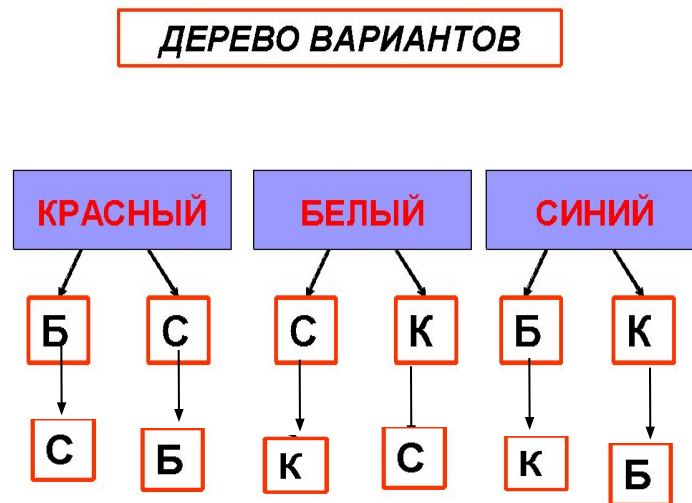 ДЕРЕВО ВАРИАНТОВ
КРАСНЫЙ БЕЛЫЙ СИНИЙ
Б С С К Б К
С Б К С К Б